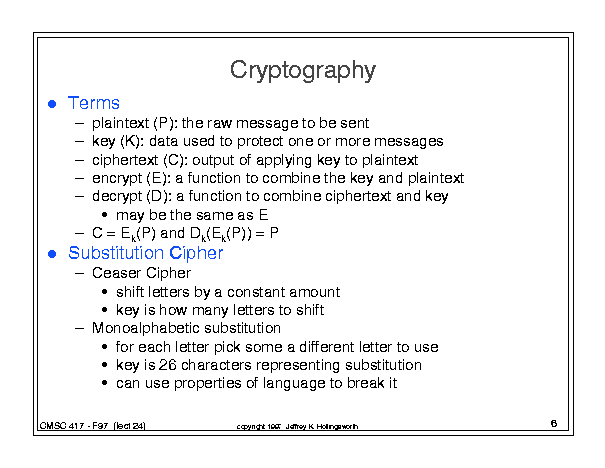 Cryptography
● Terms
– plaintext (P): the raw message to be sent
– key (K): data used to protect one or more messages
– ciphertext (C): output of applying key to plaintext
– encrypt (E): a function to combine the key and plaintext
– decrypt (D): a function to combine ciphertext and key
• may be the same as E
– C = Ek(P) and Dk(Ek(P)) = P
● Substitution Cipher
– Ceaser Cipher
• shift letters by a constant amount
• key is how many letters to shift
– Monoalphabetic substitution
• for each letter pick some a different letter to use
• key is 26 characters representing substitution
• can use properties of language to break it
CMSC 417 - F97 (lect 24) copyright 1997 Jeffrey K. Hollingsworth 6